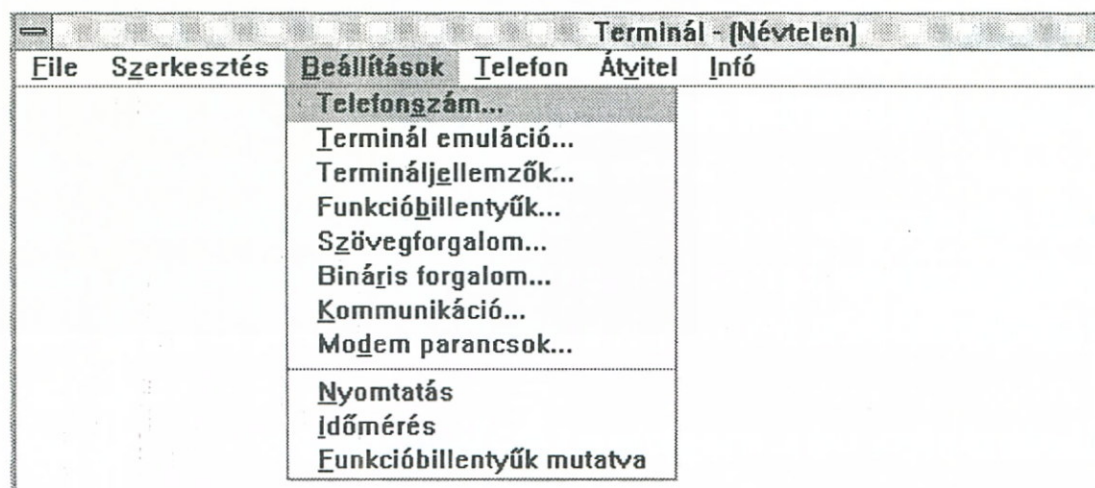 Terminál - (Névtelen)
File Szerkesztés Beállítások Telefon Átvitel Infó
Telefonszám...
Terminál emuláció...
Termináljellemzők...
Funkcióbillentyűk...
Szövegforgalom...
Bináris forgalom...
Kommunikáció...
Modem parancsok...
Nyomtatás
Időmérés
Funkcióbillentyűk mutatva